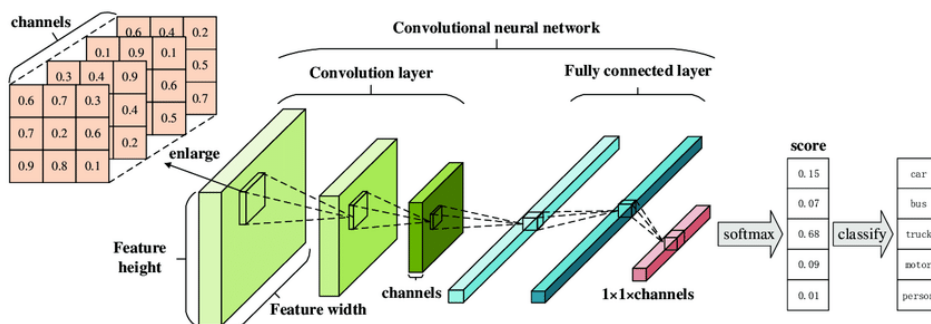 channels
0.6 0.4 0.2
0.1 0.9 0.1
0.5
0.3 0.4 0.9
0.6
0.7
0.6 0.7 0.3
0.4
0.5
0.7 0.2 0.6
0.2
0.9 0.8 0.1
enlarge
Convolutional neural network
Convolution layer
Fully connected layer
Feature
height
Feature width
channels
1×1×channels
softmax
score
0.15
0.07
0.68
0.09
0.01
classify
car
bus
truck
motor
person